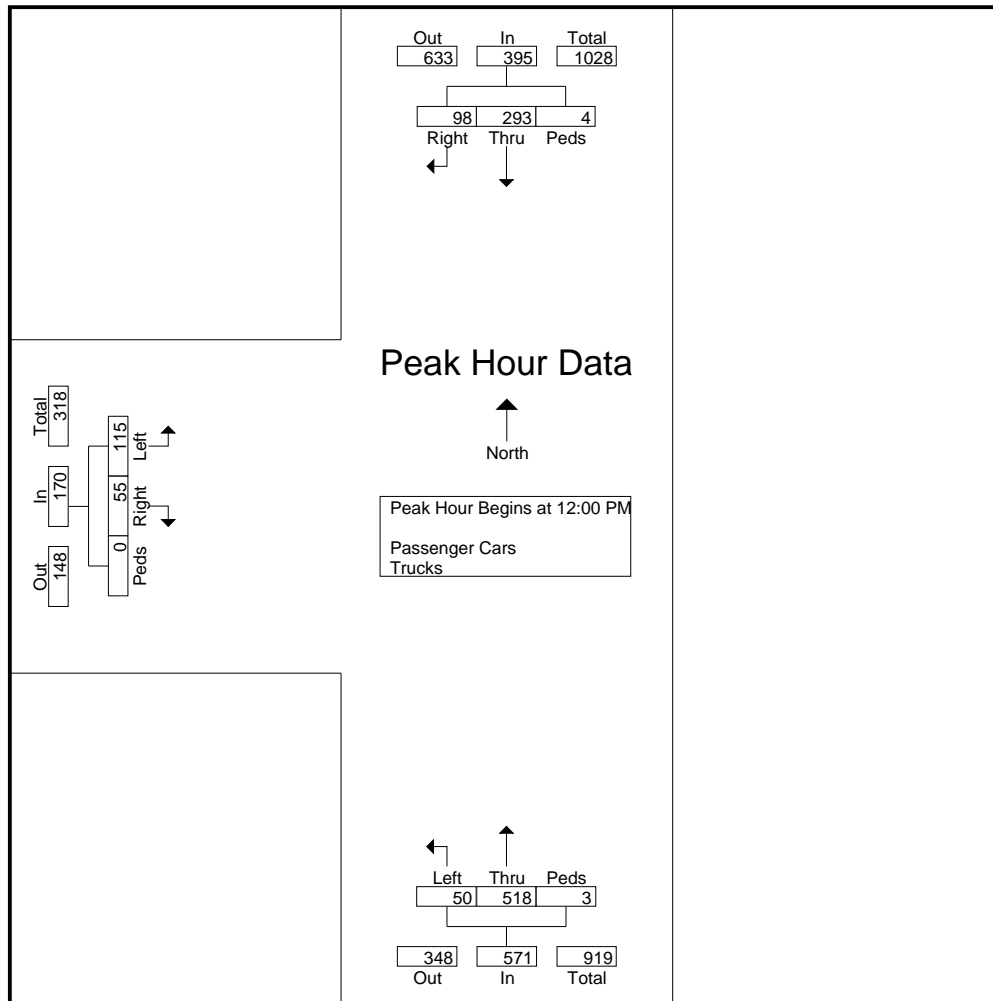 Out In Total
633 395 1028
98 293 4
Right Thru Peds
Peak Hour Data
North
Peak Hour Begins at 12:00 PM
Passenger Cars
Trucks
Total In Out
318 170 148
115 55 0
Left Right Peds
Left Thru Peds
50 518 3
348 571 919
Out In Total